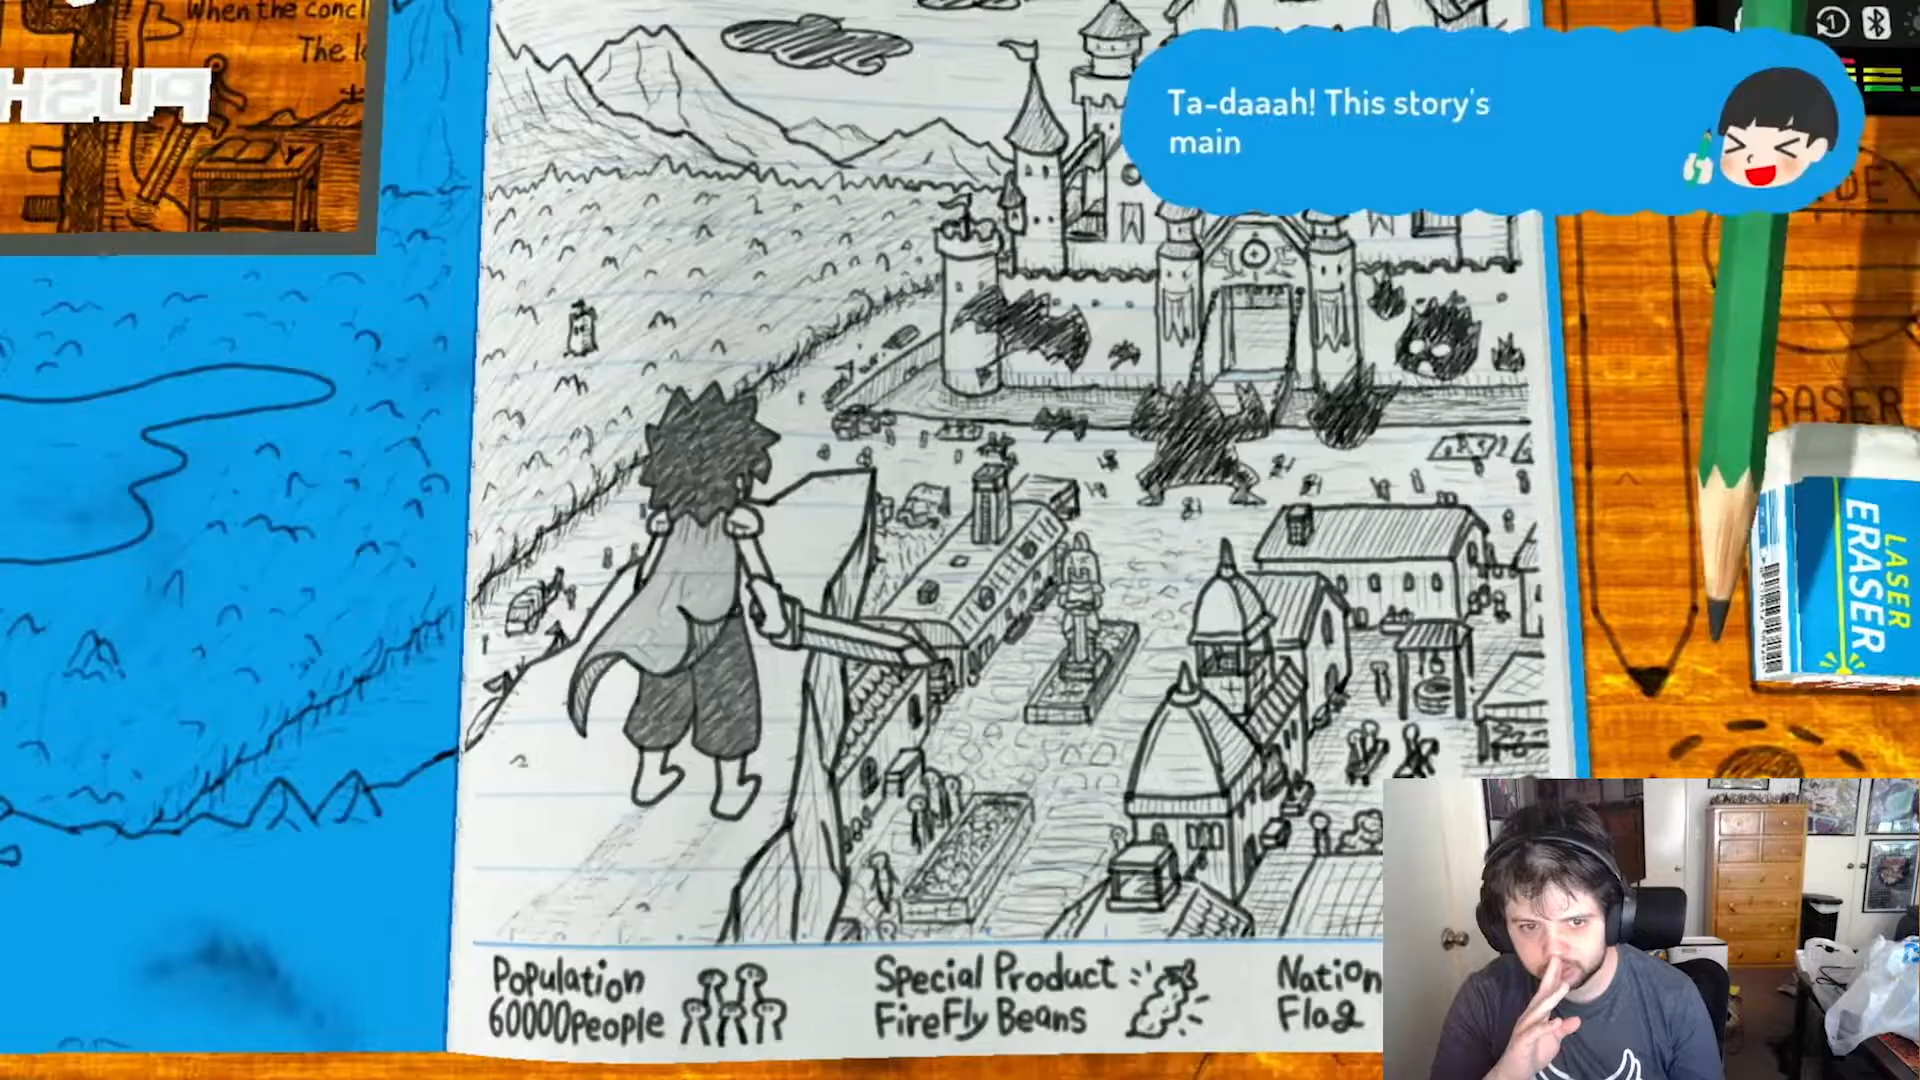 When the concl
The l
PUSH
Ta-daaah! This story's
main
ERASER
LASER
ERASER
Population
60000People
Special Product
FireFly Beans
Nation
Flag